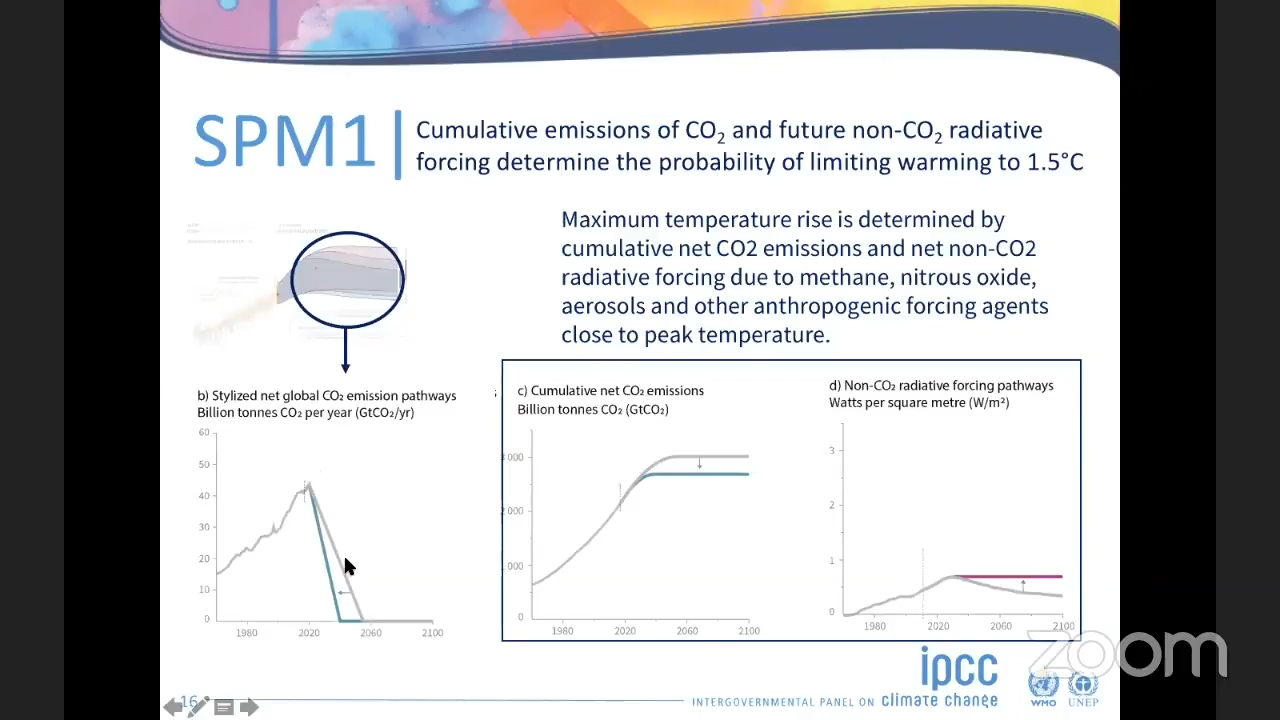 SPM1
Cumulative emissions of CO₂ and future non-CO₂ radiative
forcing determine the probability of limiting warming to 1.5°C
Maximum temperature rise is determined by
cumulative net CO2 emissions and net non-CO2
radiative forcing due to methane, nitrous oxide,
aerosols and other anthropogenic forcing agents
close to peak temperature.
b) Stylized net global CO₂ emission pathways
Billion tonnes CO₂ per year (GtCO₂/yr)
60
50
40
30
20
10
0
1980
2020
2060
2100
c) Cumulative net CO₂ emissions
Billion tonnes CO₂ (GtCO₂)
000
2 000
000
0
1980
2020
2060
2100
d) Non-CO₂ radiative forcing pathways
Watts per square metre (W/m²)
3
2
1
0
1980
2020
2060
2100
zoom
ipcc
INTERGOVERNMENTAL PANEL ON climate change
WMO
UNEP
16